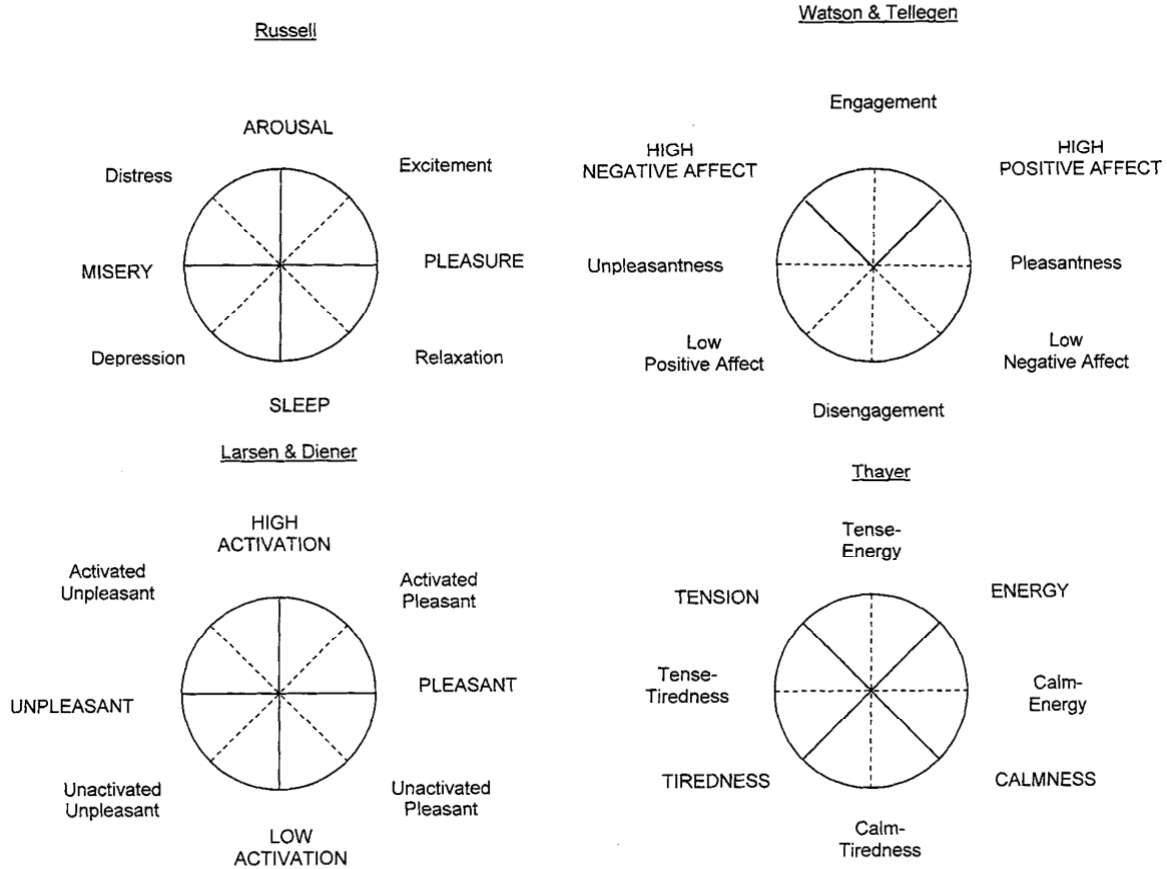 Russell
AROUSAL
Distress
Excitement
MISERY
PLEASURE
Depression
Relaxation
SLEEP
Watson & Tellegen
Engagement
HIGH
NEGATIVE AFFECT
HIGH
POSITIVE AFFECT
Unpleasantness
Pleasantness
Low
Positive Affect
Low
Negative Affect
Disengagement
Larsen & Diener
HIGH
ACTIVATION
Activated
Unpleasant
Activated
Pleasant
UNPLEASANT
PLEASANT
Unactivated
Unpleasant
Unactivated
Pleasant
LOW
ACTIVATION
Thayer
Tense-
Energy
TENSION
ENERGY
Tense-
Tiredness
Calm-
Energy
TIREDNESS
CALMNESS
Calm-
Tiredness